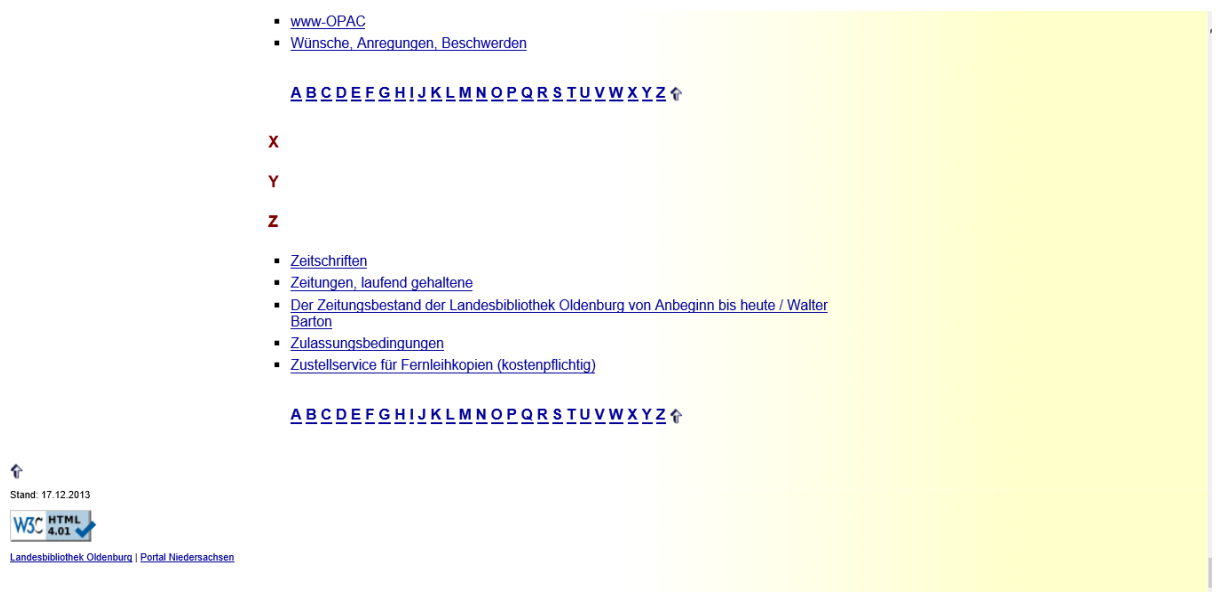 www-OPAC
Wünsche, Anregungen, Beschwerden
A B C D E F G H I J K L M N O P Q R S T U V W X Y Z
X
Y
Z
Zeitschriften
Zeitungen, laufend gehaltene
Der Zeitungsbestand der Landesbibliothek Oldenburg von Anbeginn bis heute / Walter
Barton
Zulassungsbedingungen
Zustellservice für Fernleihkopien (kostenpflichtig)
A B C D E F G H I J K L M N O P Q R S T U V W X Y Z
Stand: 17.12.2013
W3C HTML
4.01
Landesbibliothek Oldenburg | Portal Niedersachsen